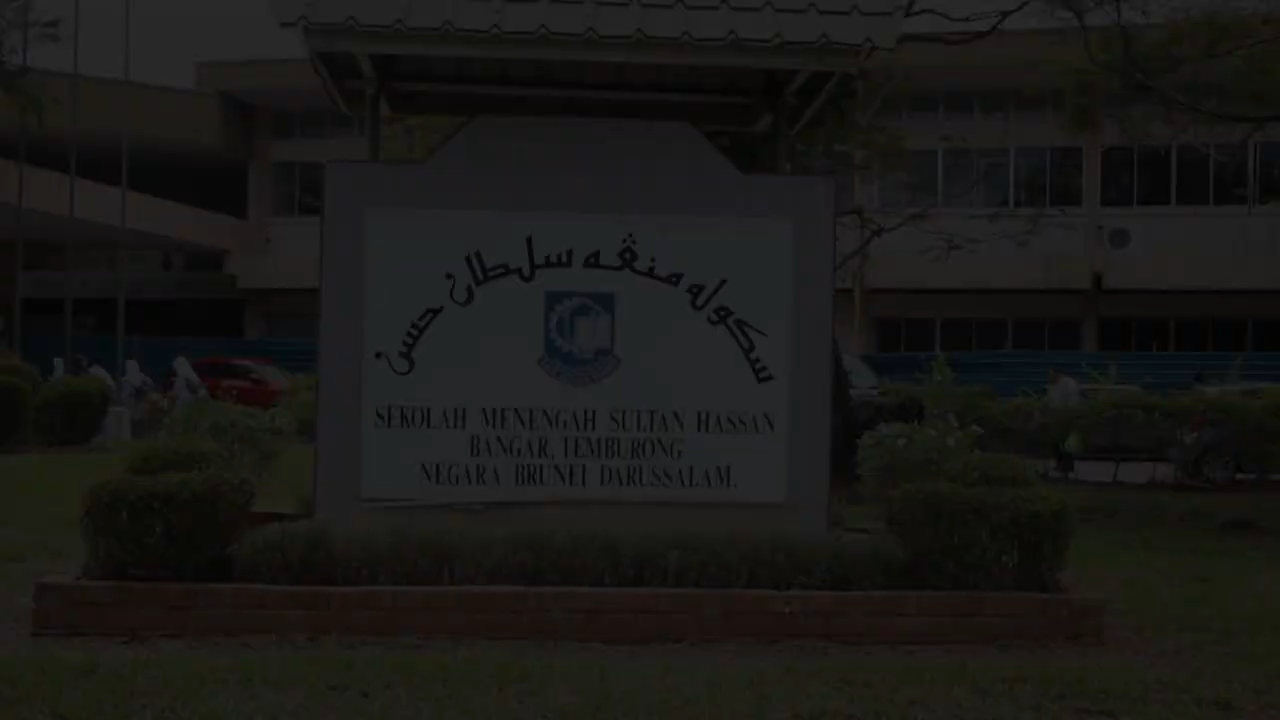 سكوله منڠه سلطان حسن
SEKOLAH MENENGAH SULTAN HASSAN
BANGAR, TEMBURONG
NEGARA BRUNEI DARUSSALAM.